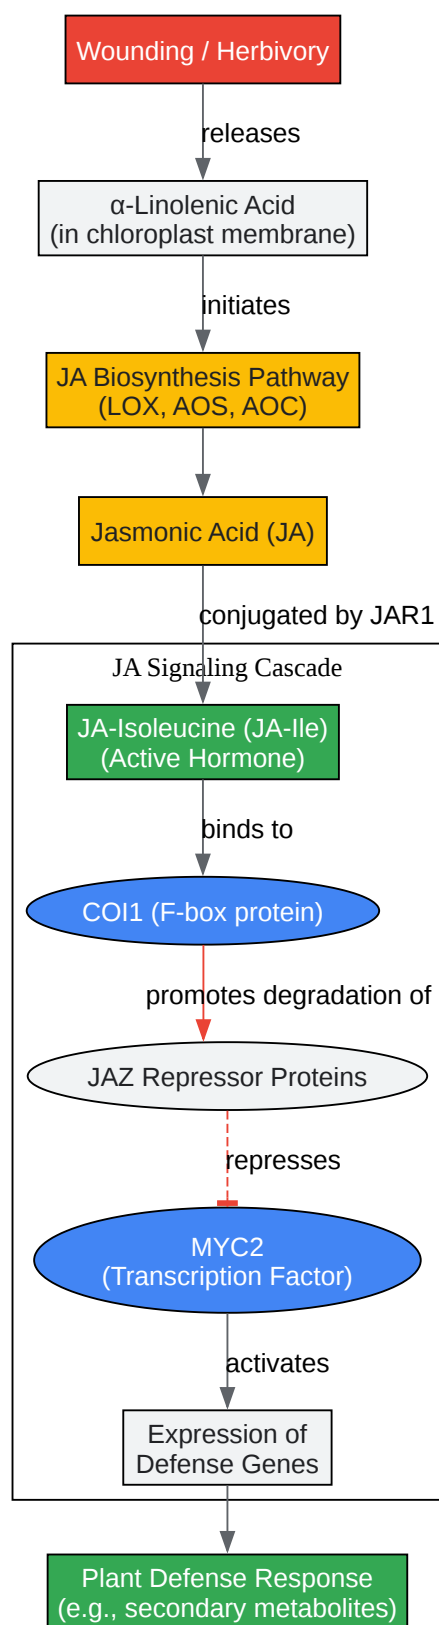 Wounding / Herbivory
releases
α-Linolenic Acid
(in chloroplast membrane)
initiates
JA Biosynthesis Pathway
(LOX, AOS, AOC)
Jasmonic Acid (JA)
conjugated by JAR1
JA Signaling Cascade
JA-Isoleucine (JA-Ile)
(Active Hormone)
binds to
COI1 (F-box protein)
promotes degradation of
JAZ Repressor Proteins
represses
MYC2
(Transcription Factor)
activates
Expression of
Defense Genes
Plant Defense Response
(e.g., secondary metabolites)